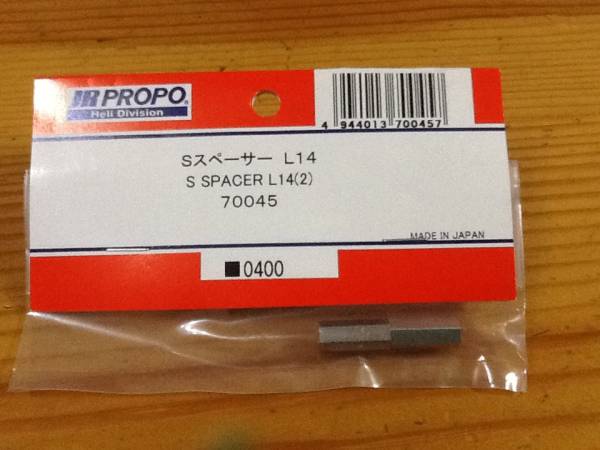 JR PROPO®
Heli Division
4 944013 700457
Sスペーサー L14
S SPACER L14(2)
70045
MADE IN JAPAN
■0400